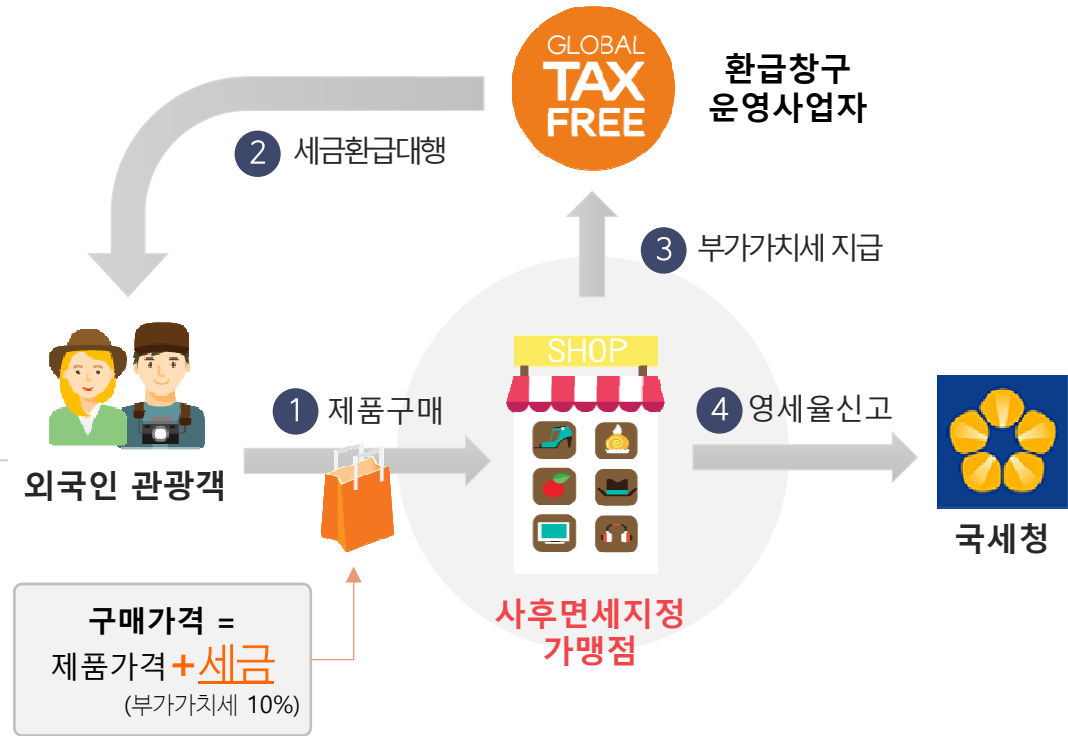 GLOBAL
TAX
FREE
환급창구
운영사업자
2 세금환급대행
3 부가가치세 지급
SHOP
1 제품구매
4 영세율신고
외국인 관광객
국세청
사후면세지정
가맹점
구매가격 =
제품가격+세금
(부가가치세 10%)